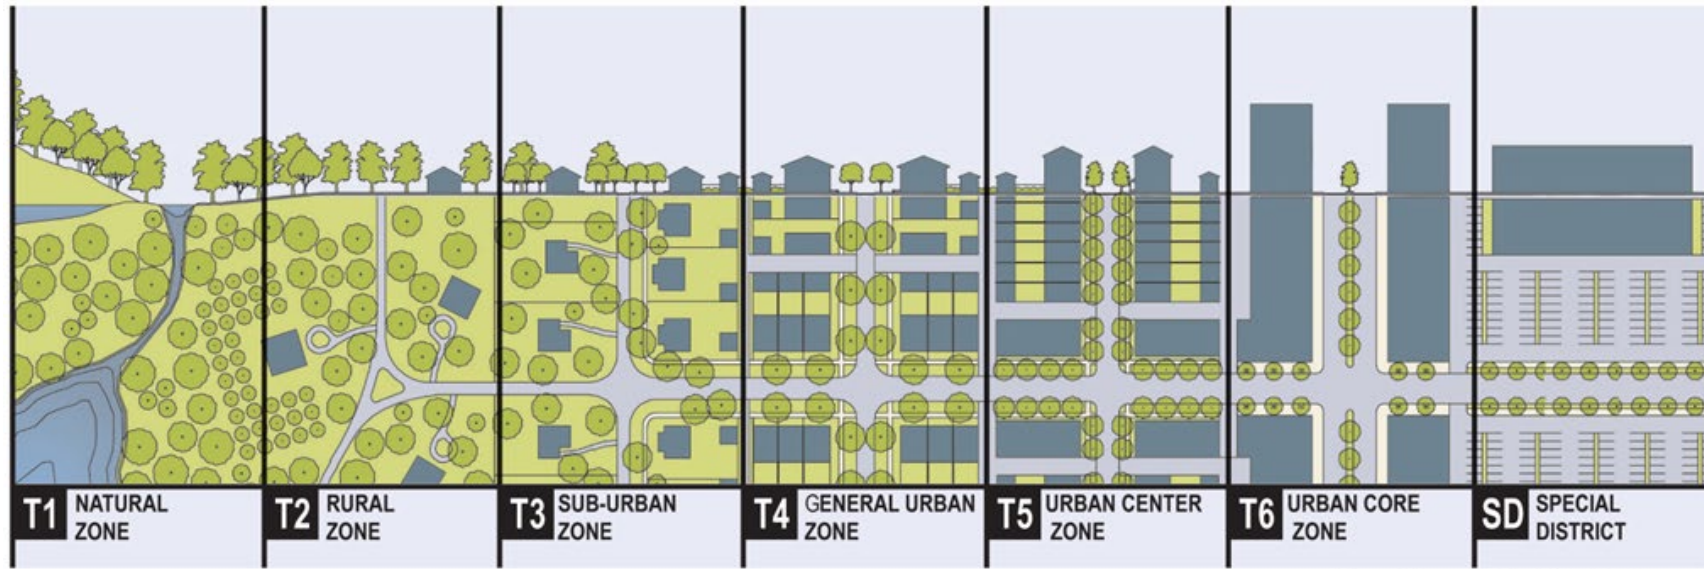 T1 NATURAL
ZONE
T2 RURAL
ZONE
T3 SUB-URBAN
ZONE
T4 GENERAL URBAN
ZONE
T5 URBAN CENTER
ZONE
T6 URBAN CORE
ZONE
SD SPECIAL
DISTRICT